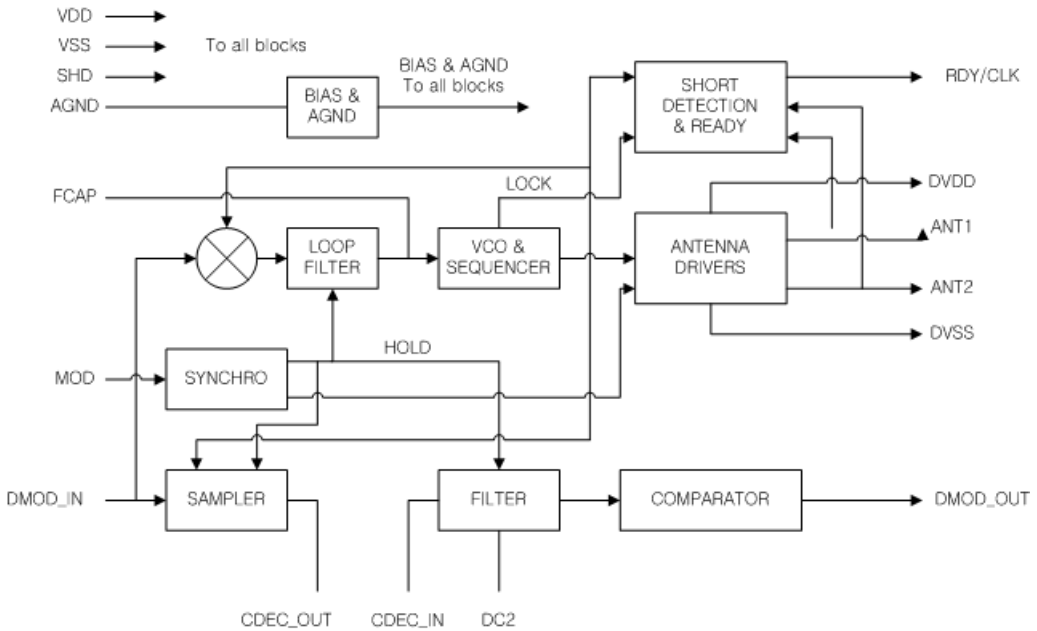 VDD
VSS
To all blocks
SHD
AGND
BIAS &
AGND
BIAS & AGND
To all blocks
SHORT
DETECTION
& READY
RDY/CLK
FCAP
LOCK
DVDD
LOOP
FILTER
VCO &
SEQUENCER
ANTENNA
DRIVERS
ANT1
ANT2
DVSS
HOLD
MOD
SYNCHRO
DMOD_IN
SAMPLER
FILTER
COMPARATOR
DMOD_OUT
CDEC_OUT
CDEC_IN
DC2